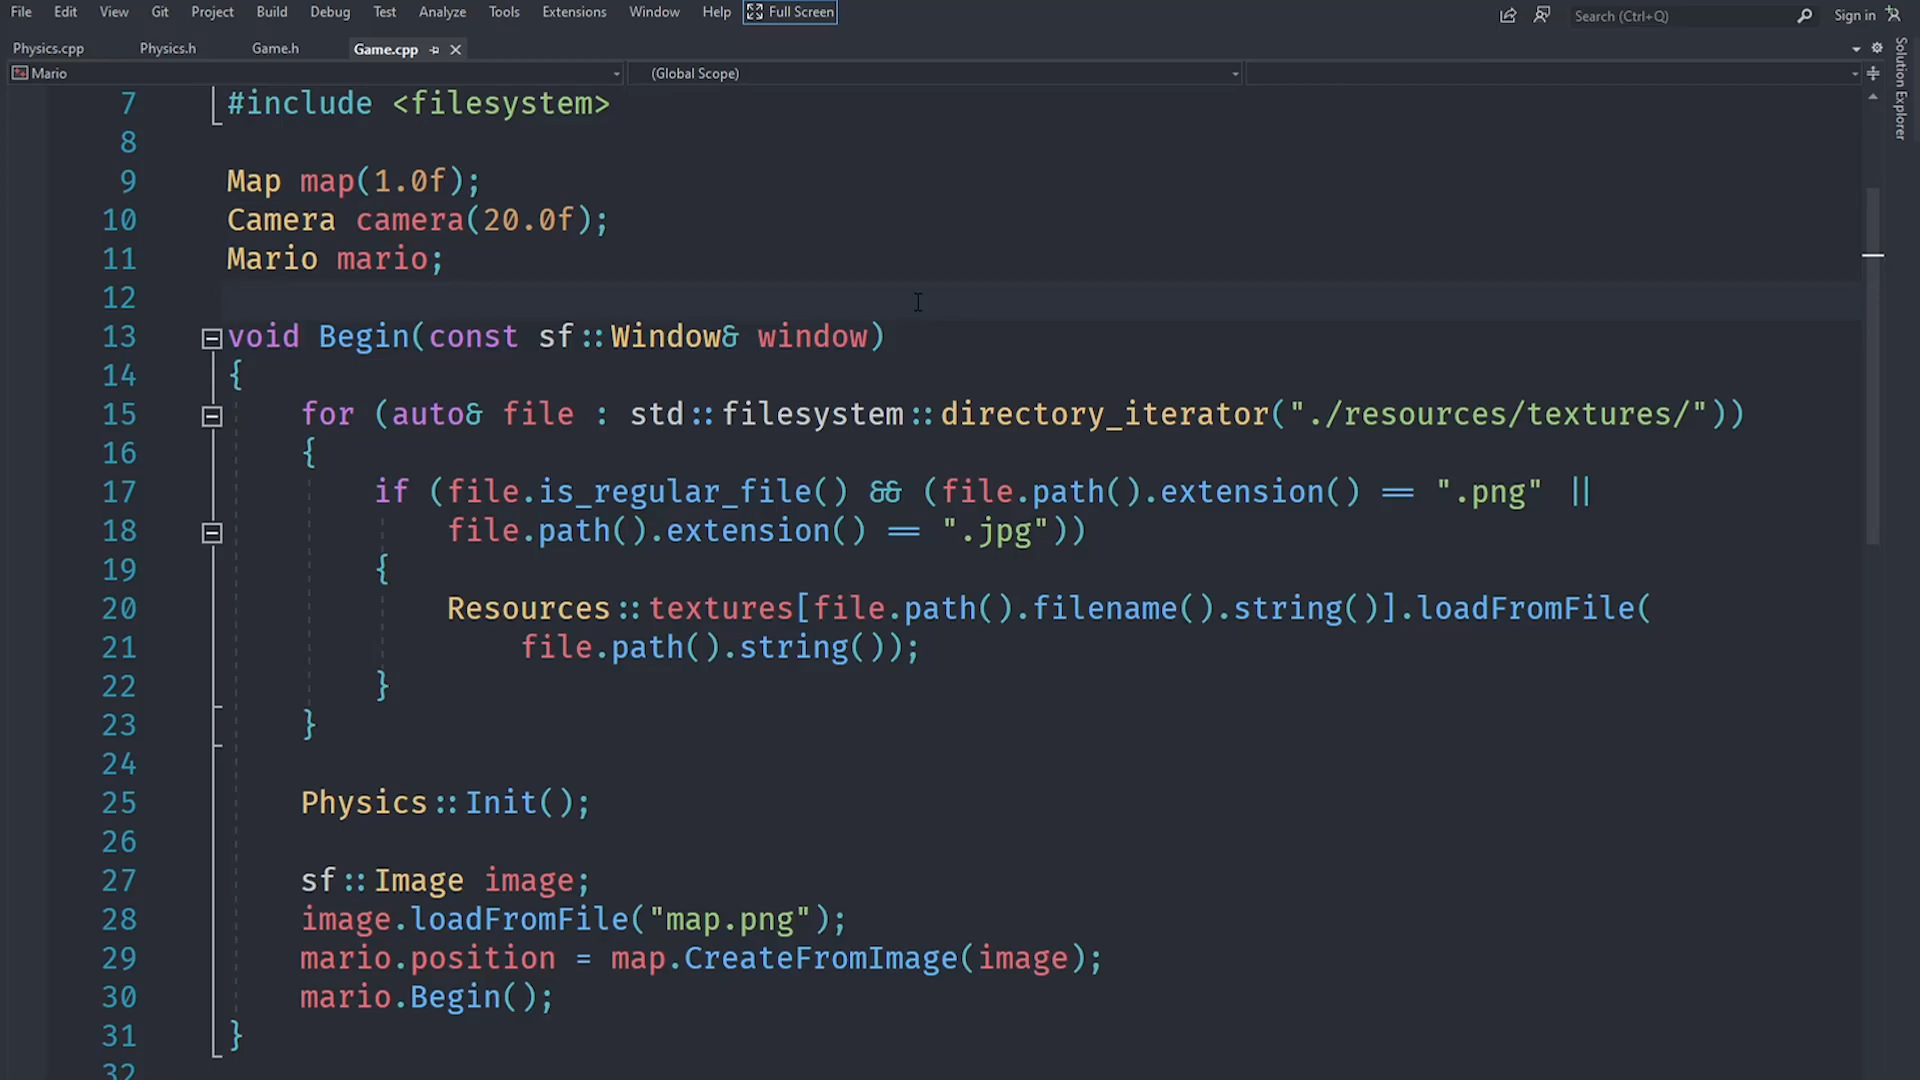 File Edit View Git Project Build Debug Test Analyze Tools Extensions Window Help Full Screen Search (Ctrl+Q) Sign in
Physics.cpp Physics.h Game.h Game.cpp
Mario (Global Scope)
Solution Explorer
7 #include <filesystem>
8
9 Map map(1.0f);
10 Camera camera(20.0f);
11 Mario mario;
12
13 void Begin(const sf::Window& window)
14 {
15 for (auto& file : std::filesystem::directory_iterator("./resources/textures/"))
16 {
17 if (file.is_regular_file() && (file.path().extension() == ".png" ||
18 file.path().extension() == ".jpg"))
19 {
20 Resources::textures[file.path().filename().string()].loadFromFile(
21 file.path().string());
22 }
23 }
24
25 Physics::Init();
26
27 sf::Image image;
28 image.loadFromFile("map.png");
29 mario.position = map.CreateFromImage(image);
30 mario.Begin();
31 }
32